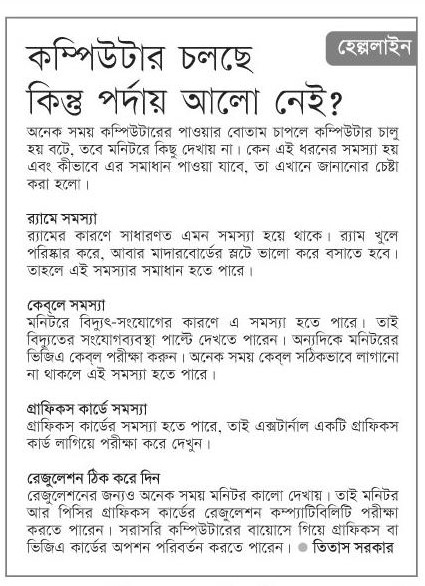 হেল্পলাইন
কম্পিউটার চলছে
কিন্তু পর্দায় আলো নেই?
অনেক সময় কম্পিউটারের পাওয়ার বোতাম চাপলে কম্পিউটার চালু
হয় বটে, তবে মনিটরে কিছু দেখায় না। কেন এই ধরনের সমস্যা হয়
এবং কীভাবে এর সমাধান পাওয়া যাবে, তা এখানে জানানোর চেষ্টা
করা হলো।
র‍্যামে সমস্যা
র‍্যামের কারণে সাধারণত এমন সমস্যা হয়ে থাকে। র‍্যাম খুলে
পরিষ্কার করে, আবার মাদারবোর্ডের স্লটে ভালো করে বসাতে হবে।
তাহলে এই সমস্যার সমাধান হতে পারে।
কেব্‌লে সমস্যা
মনিটরে বিদ্যুৎ-সংযোগের কারণে এ সমস্যা হতে পারে। তাই
বিদ্যুতের সংযোগব্যবস্থা পাল্টে দেখতে পারেন। অন্যদিকে মনিটরের
ভিজিএ কেব্‌ল পরীক্ষা করুন। অনেক সময় কেব্‌ল সঠিকভাবে লাগানো
না থাকলে এই সমস্যা হতে পারে।
গ্রাফিকস কার্ডে সমস্যা
গ্রাফিকস কার্ডের সমস্যা হতে পারে, তাই এক্সটার্নাল একটি গ্রাফিকস
কার্ড লাগিয়ে পরীক্ষা করে দেখুন।
রেজুলেশন ঠিক করে দিন
রেজুলেশনের জন্যও অনেক সময় মনিটর কালো দেখায়। তাই মনিটর
আর পিসির গ্রাফিকস কার্ডের রেজুলেশন কম্প্যাটিবিলিটি পরীক্ষা
করতে পারেন। সরাসরি কম্পিউটারের বায়োসে গিয়ে গ্রাফিকস বা
ভিজিএ কার্ডের অপশন পরিবর্তন করতে পারেন। ● তিতাস সরকার